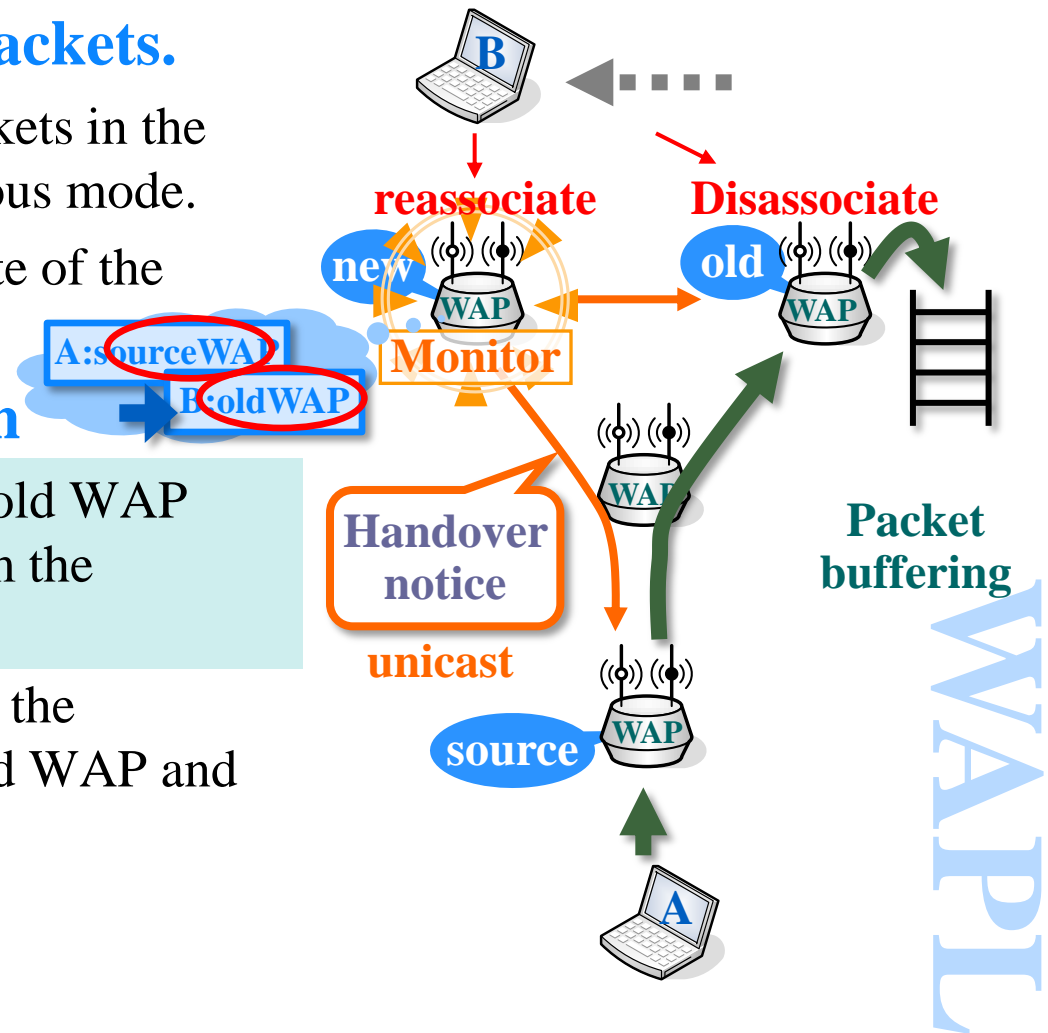 ackets.
kets in the
ous mode.
te of the
n
old WAP
n the
the
d WAP and
B
reassociate
Disassociate
new
old
WAP
WAP
Monitor
A:sourceWAP
B:oldWAP
WAP
Handover
notice
unicast
Packet
buffering
source
WAP
A
WAPL